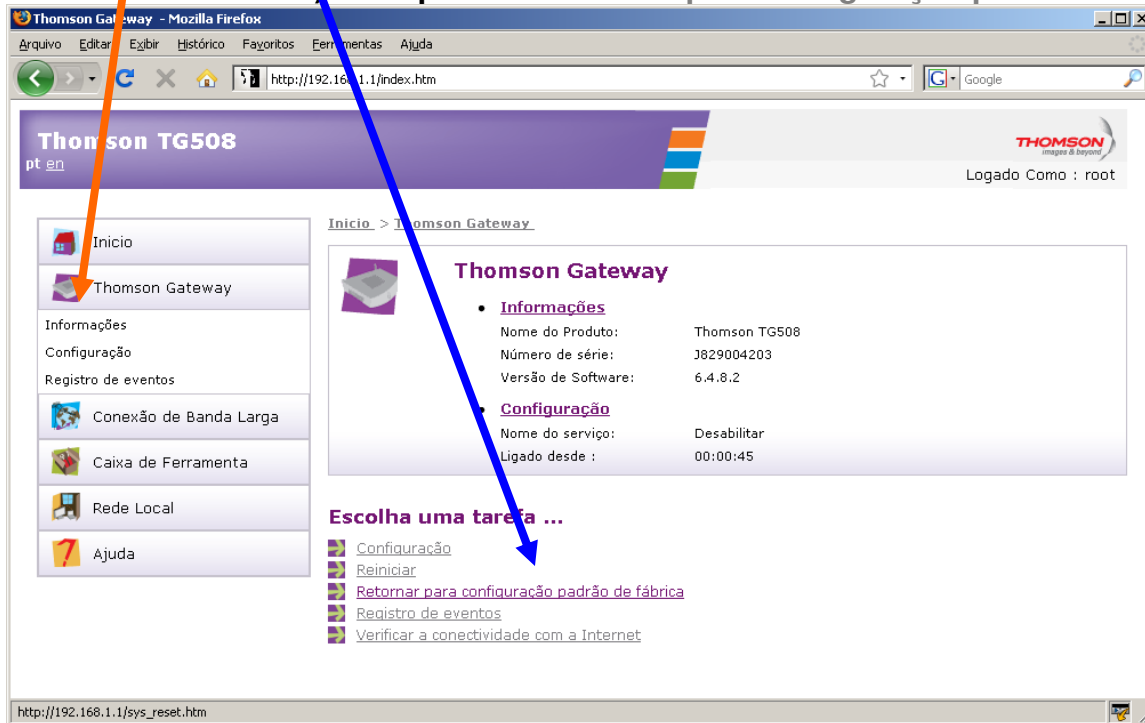 Thomson Gateway - Mozilla Firefox
Arquivo Editar Exibir Histórico Favoritos Ferramentas Ajuda
http://192.168.1.1/index.htm
Google
Thomson TG508
pt en
THOMSON
images & beyond
Logado Como : root
Inicio > Thomson Gateway
Inicio
Thomson Gateway
Informações
Configuração
Registro de eventos
Conexão de Banda Larga
Caixa de Ferramenta
Rede Local
Ajuda
Thomson Gateway
Informações
Nome do Produto: Thomson TG508
Número de série: J829004203
Versão de Software: 6.4.8.2
Configuração
Nome do serviço: Desabilitar
Ligado desde : 00:00:45
Escolha uma tarefa ...
Configuração
Reiniciar
Retornar para configuração padrão de fábrica
Registro de eventos
Verificar a conectividade com a Internet
http://192.168.1.1/sys_reset.htm